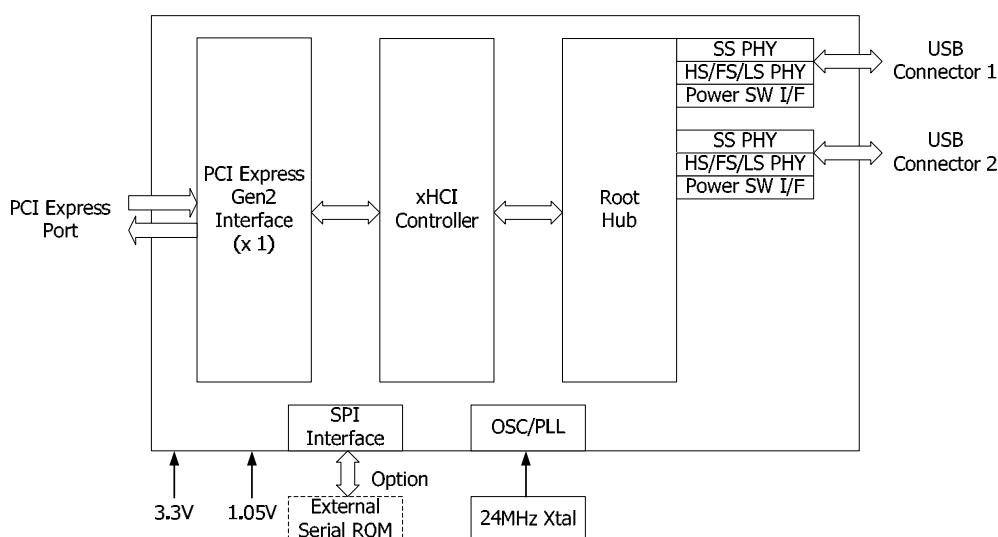 SS PHY
HS/FS/LS PHY
Power SW I/F
USB
Connector 1
SS PHY
HS/FS/LS PHY
Power SW I/F
USB
Connector 2
PCI Express
Port
PCI Express
Gen2
Interface
(x 1)
xHCI
Controller
Root
Hub
SPI
Interface
OSC/PLL
Option
3.3V
1.05V
External
Serial ROM
24MHz Xtal